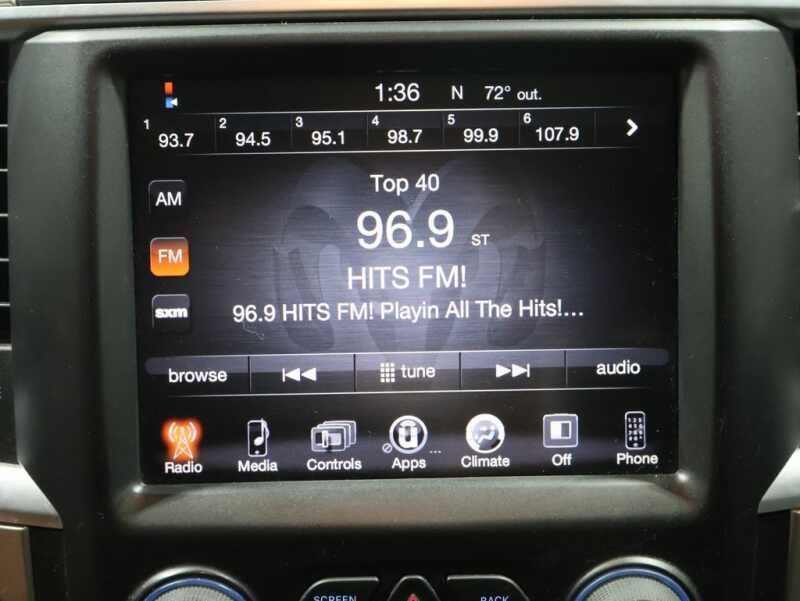 1:36 N 72° out.
1 93.7 2 94.5 3 95.1 4 98.7 5 99.9 6 107.9
Top 40
AM
96.9 ST
FM
HITS FM!
sxm
96.9 HITS FM! Playin All The Hits!...
browse tune audio
Radio Media Controls Apps Climate Off Phone
SCREEN BACK